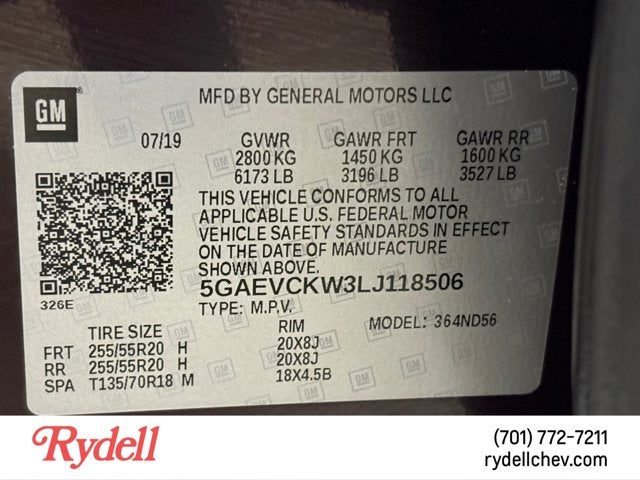 GM
MFD BY GENERAL MOTORS LLC
07/19 GVWR GAWR FRT GAWR RR
2800 KG 1450 KG 1600 KG
6173 LB 3196 LB 3527 LB
THIS VEHICLE CONFORMS TO ALL
APPLICABLE U.S. FEDERAL MOTOR
VEHICLE SAFETY STANDARDS IN EFFECT
ON THE DATE OF MANUFACTURE
SHOWN ABOVE.
326E
5GAEVCKW3LJ118506
TYPE: M.P.V.
MODEL: 364ND56
TIRE SIZE RIM
FRT 255/55R20 H 20X8J
RR 255/55R20 H 20X8J
SPA T135/70R18 M 18X4.5B
Rydell
(701) 772-7211
rydellchev.com